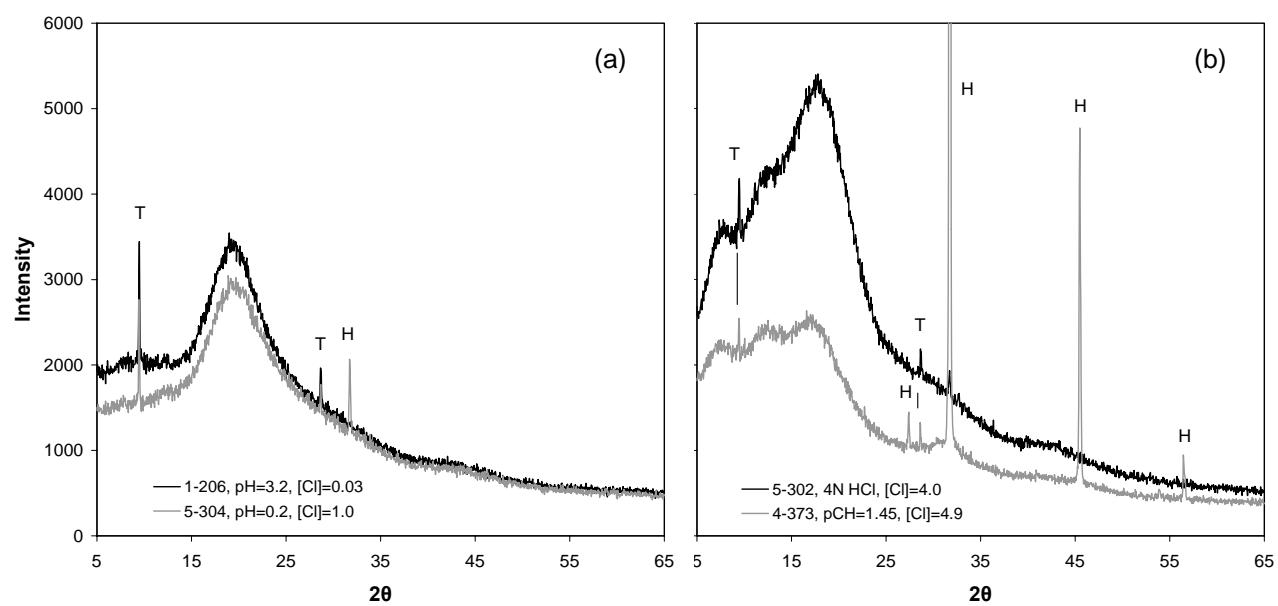 6000
5000
4000
3000
2000
1000
0
Intensity
(a)
T
T
H
1-206, pH=3.2, [Cl]=0.03
5-304, pH=0.2, [Cl]=1.0
5 15 25 35 45 55 65
2θ
(b)
H
H
T
T
H
H
5-302, 4N HCl, [Cl]=4.0
4-373, pCH=1.45, [Cl]=4.9
5 15 25 35 45 55 65
2θ